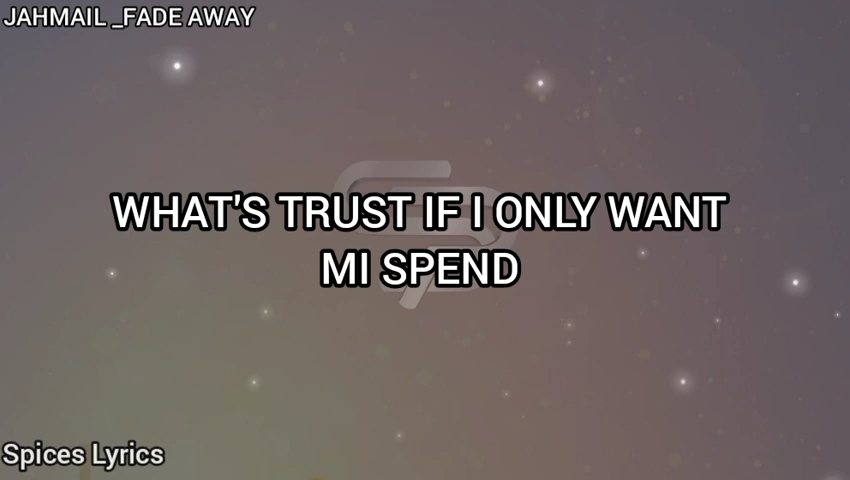 JAHMAIL _FADE AWAY
WHAT'S TRUST IF I ONLY WANT
MI SPEND
Spices Lyrics